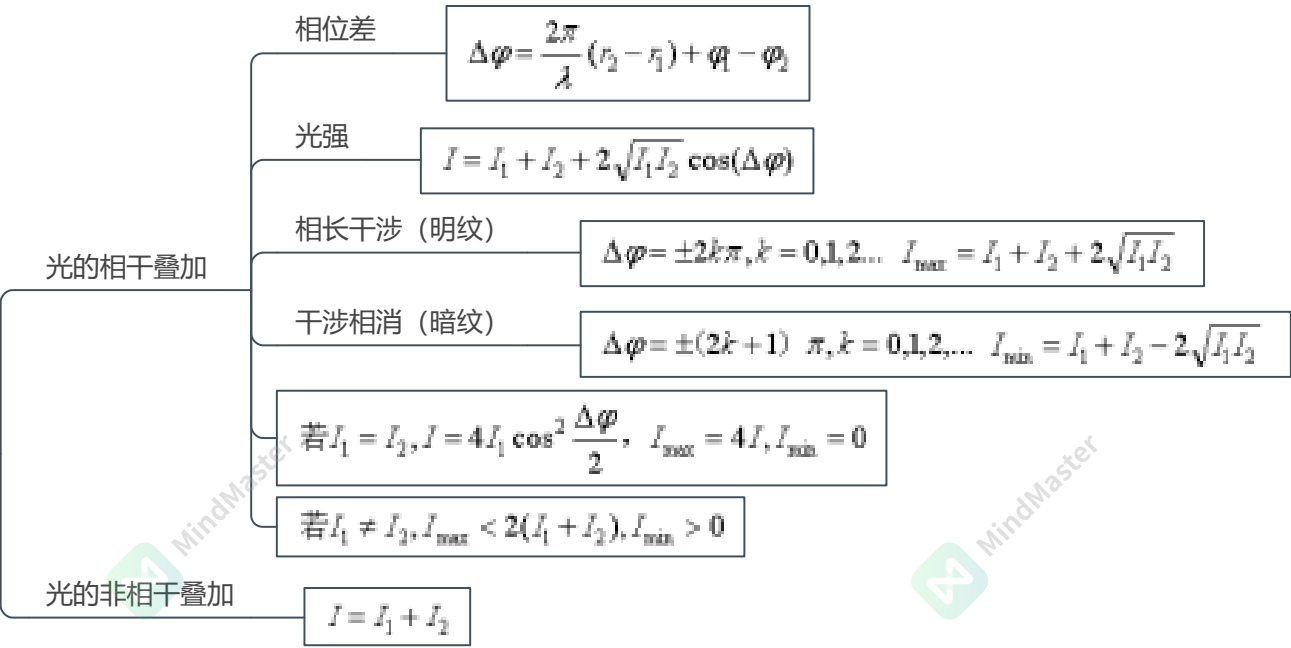 相位差
Δφ = \frac{2π}{λ}(r₂ − r₁) + φ₁ − φ₂
光强
I = I₁ + I₂ + 2√(I₁I₂) cos(Δφ)
相长干涉（明纹）
Δφ = ±2kπ, k = 0,1,2... I_max = I₁ + I₂ + 2√(I₁I₂)
光的相干叠加
干涉相消（暗纹）
Δφ = ±(2k+1) π, k = 0,1,2,... I_min = I₁ + I₂ − 2√(I₁I₂)
若I₁ = I₂, I = 4I₁ cos² \frac{Δφ}{2}， I_max = 4I, I_min = 0
若I₁ ≠ I₂, I_max < 2(I₁ + I₂), I_min > 0
光的非相干叠加
I = I₁ + I₂
MindMaster
MindMaster